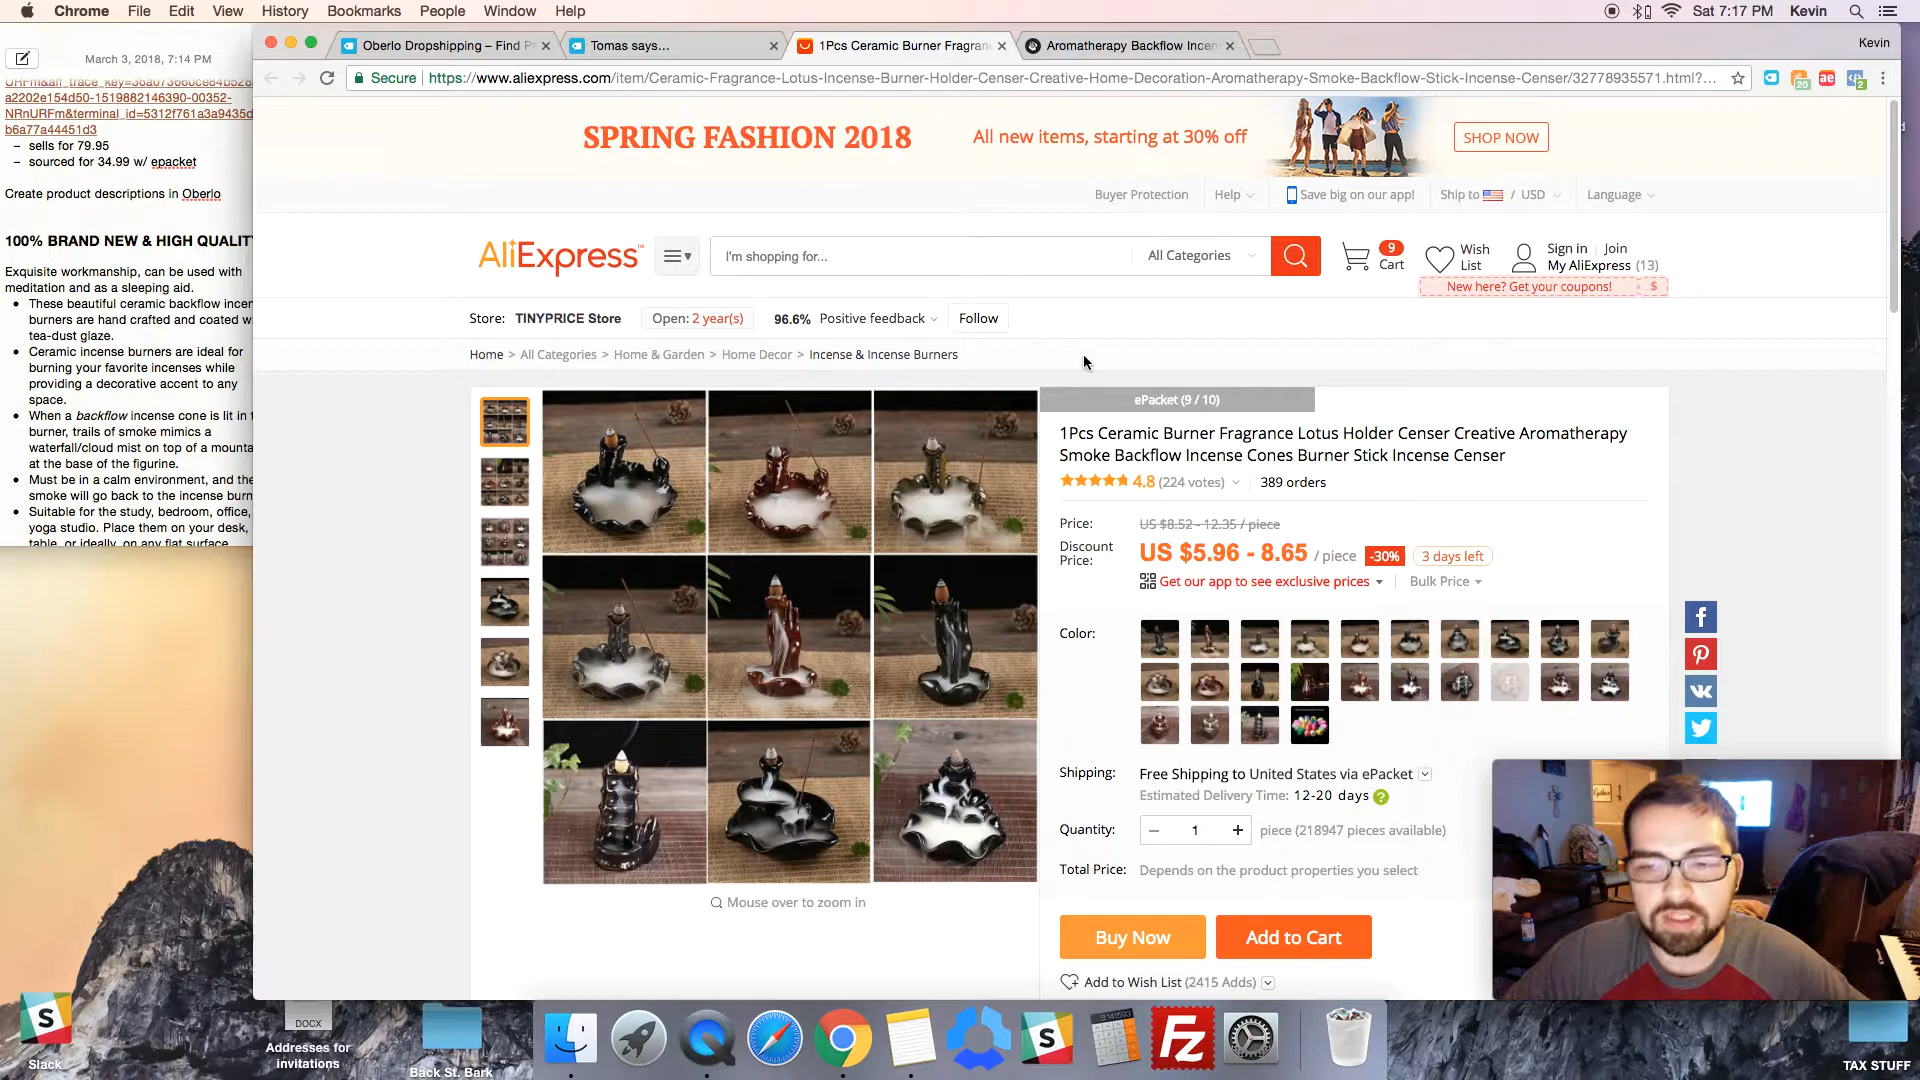 Chrome File Edit View History Bookmarks People Window Help
Sat 7:17 PM Kevin
March 3, 2018, 7:14 PM
a2202e154d50-1519882146390-00352-
NRnURFm&terminal_id=5312f761a3a9435d
b6a77a44451d3
– sells for 79.95
– sourced for 34.99 w/ epacket
Create product descriptions in Oberlo
100% BRAND NEW & HIGH QUALITY
Exquisite workmanship, can be used with
meditation and as a sleeping aid.
• These beautiful ceramic backflow incen
burners are hand crafted and coated w
tea-dust glaze.
• Ceramic incense burners are ideal for
burning your favorite incenses while
providing a decorative accent to any
space.
• When a backflow incense cone is lit in t
burner, trails of smoke mimics a
waterfall/cloud mist on top of a mounta
at the base of the figurine.
• Must be in a calm environment, and the
smoke will go back to the incense burn
• Suitable for the study, bedroom, office,
yoga studio. Place them on your desk,
table, or ideally, on any flat surface
Oberlo Dropshipping – Find P
Tomas says...
1Pcs Ceramic Burner Fragran
Aromatherapy Backflow Incen
Kevin
Secure https://www.aliexpress.com/item/Ceramic-Fragrance-Lotus-Incense-Burner-Holder-Censer-Creative-Home-Decoration-Aromatherapy-Smoke-Backflow-Stick-Incense-Censer/32778935571.html?...
20 ae 2
SPRING FASHION 2018 All new items, starting at 30% off SHOP NOW
Buyer Protection Help Save big on our app! Ship to / USD Language
AliExpress™ I'm shopping for... All Categories 9 Cart Wish List Sign in Join
My AliExpress (13)
New here? Get your coupons! $
Store: TINYPRICE Store Open: 2 year(s) 96.6% Positive feedback Follow
Home > All Categories > Home & Garden > Home Decor > Incense & Incense Burners
ePacket (9 / 10)
1Pcs Ceramic Burner Fragrance Lotus Holder Censer Creative Aromatherapy
Smoke Backflow Incense Cones Burner Stick Incense Censer
4.8 (224 votes) 389 orders
Price: US $8.52 - 12.35 / piece
Discount Price: US $5.96 - 8.65 / piece -30% 3 days left
Get our app to see exclusive prices Bulk Price
Color:
Shipping: Free Shipping to United States via ePacket
Estimated Delivery Time: 12-20 days ?
Quantity: – 1 + piece (218947 pieces available)
Total Price: Depends on the product properties you select
Mouse over to zoom in
Buy Now Add to Cart
Add to Wish List (2415 Adds)
Slack
DOCX
Addresses for
invitations
Back St. Bark
TAX STUFF